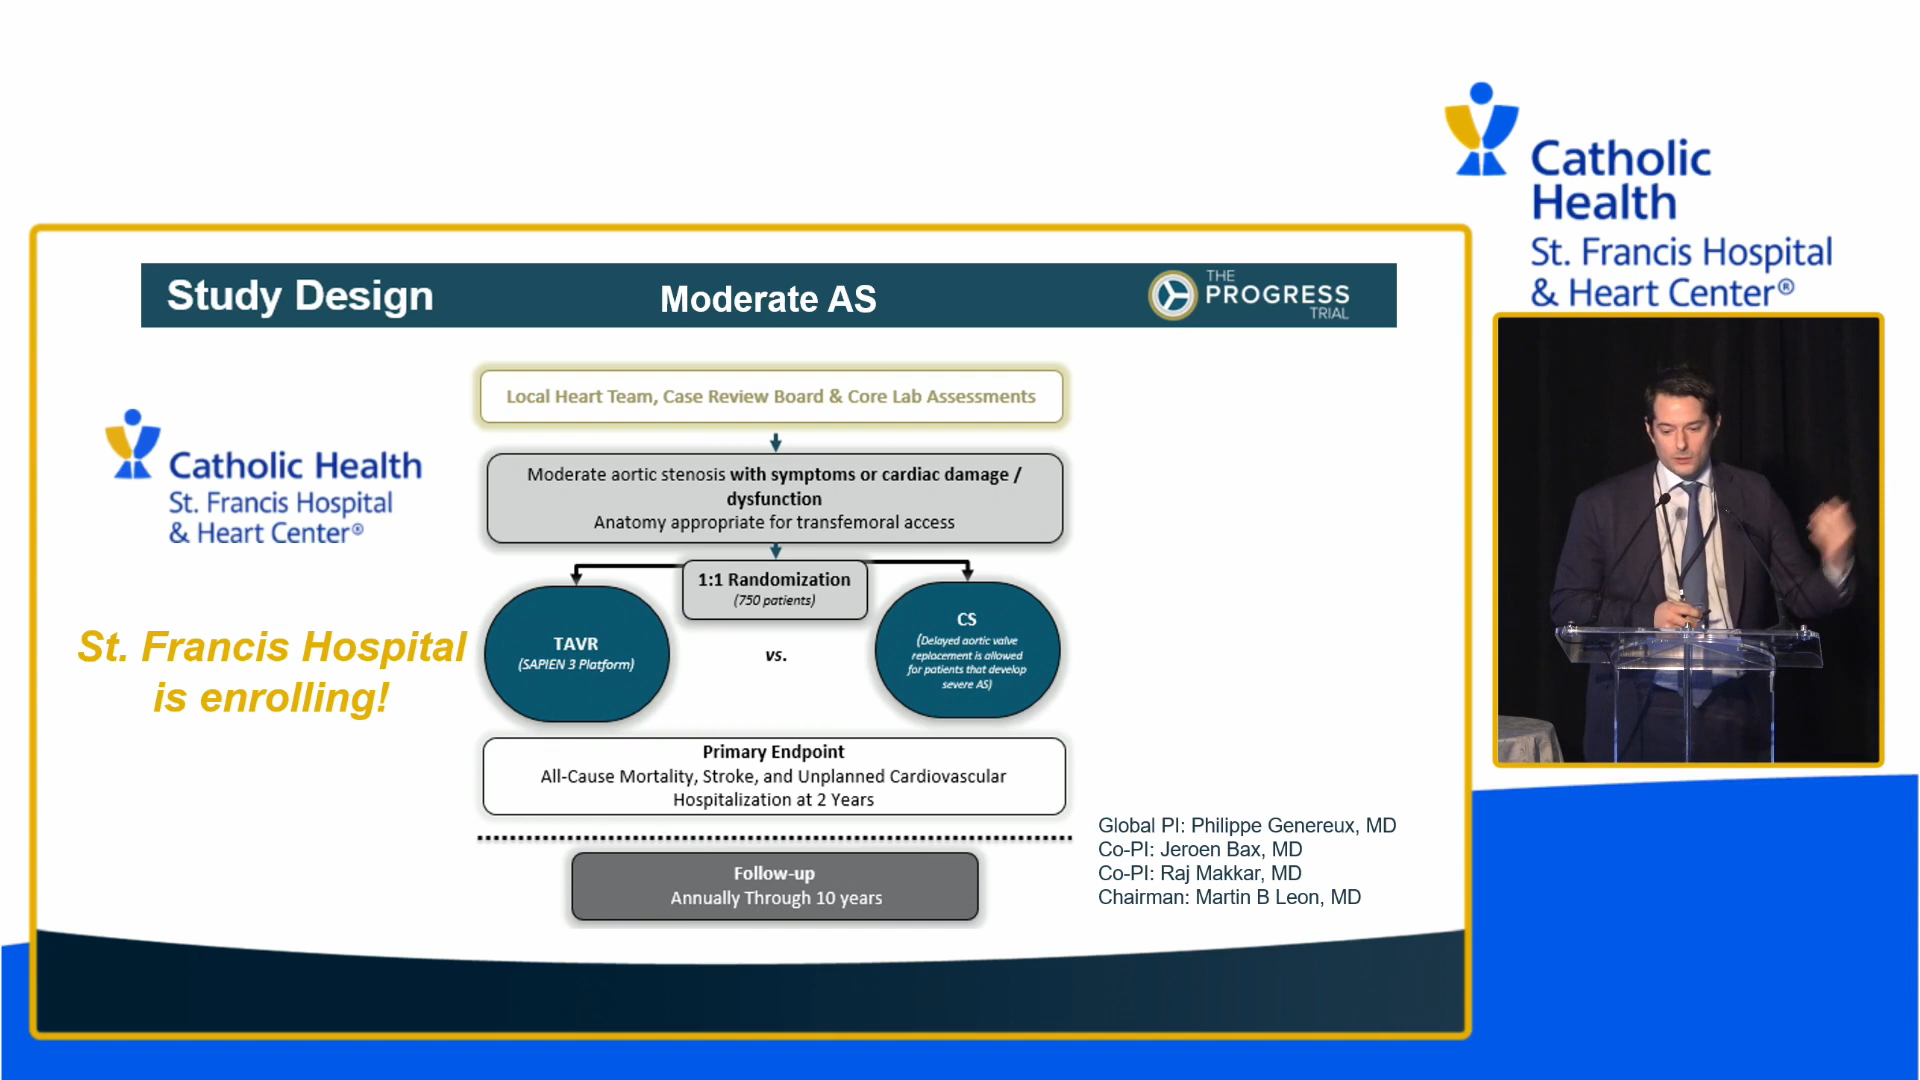 Catholic
Health
St. Francis Hospital
& Heart Center®
Study Design
Moderate AS
THE
PROGRESS
TRIAL
Local Heart Team, Case Review Board & Core Lab Assessments
Catholic Health
St. Francis Hospital
& Heart Center®
Moderate aortic stenosis with symptoms or cardiac damage /
dysfunction
Anatomy appropriate for transfemoral access
1:1 Randomization
(750 patients)
St. Francis Hospital
is enrolling!
TAVR
(SAPIEN 3 Platform)
vs.
CS
(Delayed aortic valve
replacement is allowed
for patients that develop
severe AS)
Primary Endpoint
All-Cause Mortality, Stroke, and Unplanned Cardiovascular
Hospitalization at 2 Years
Follow-up
Annually Through 10 years
Global PI: Philippe Genereux, MD
Co-PI: Jeroen Bax, MD
Co-PI: Raj Makkar, MD
Chairman: Martin B Leon, MD